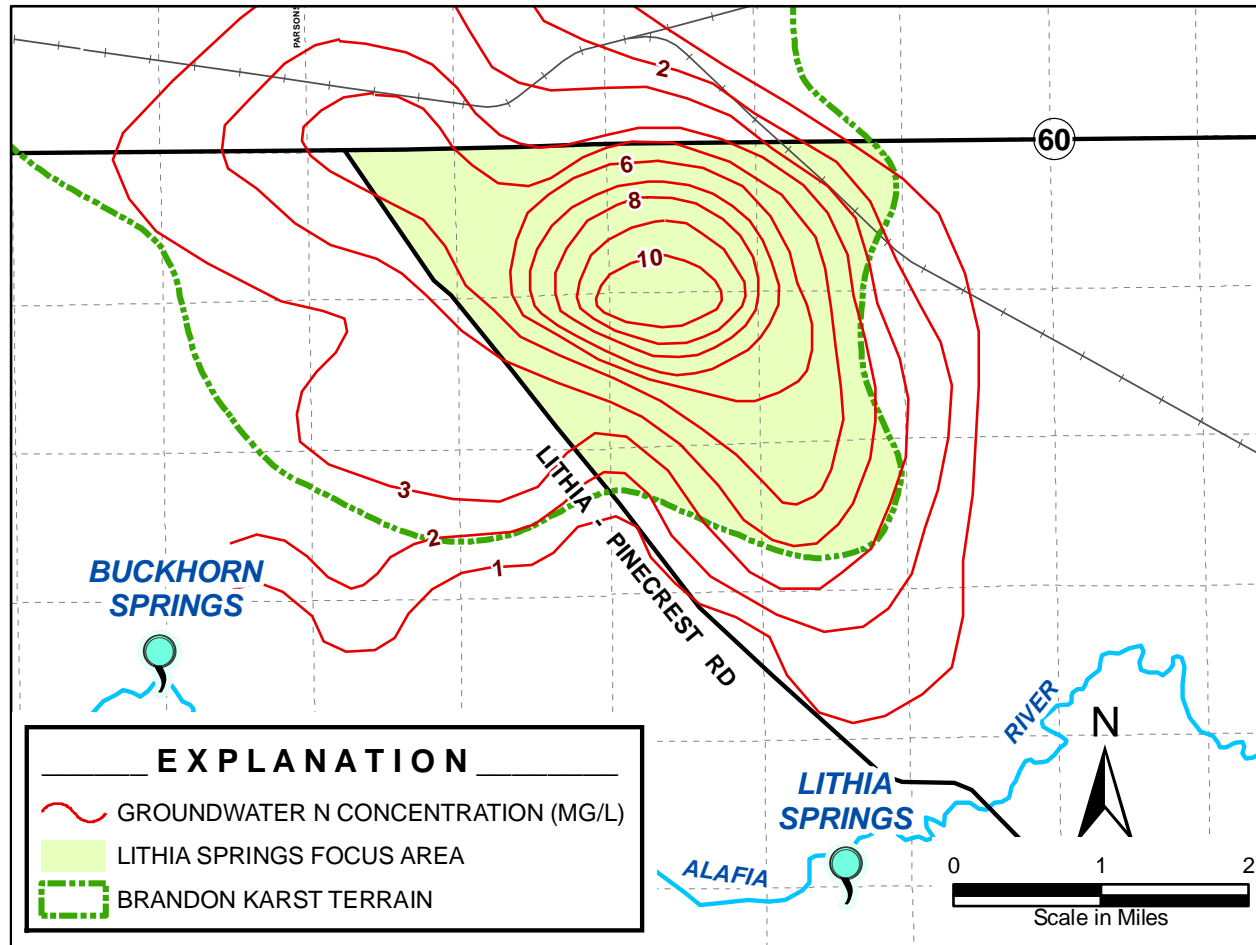 PARSONS
2
60
6
8
10
LITHIA - PINECREST RD
3
2
1
BUCKHORN
SPRINGS
RIVER
N
LITHIA
SPRINGS
ALAFIA
EXPLANATION
GROUNDWATER N CONCENTRATION (MG/L)
LITHIA SPRINGS FOCUS AREA
BRANDON KARST TERRAIN
0 1 2
Scale in Miles